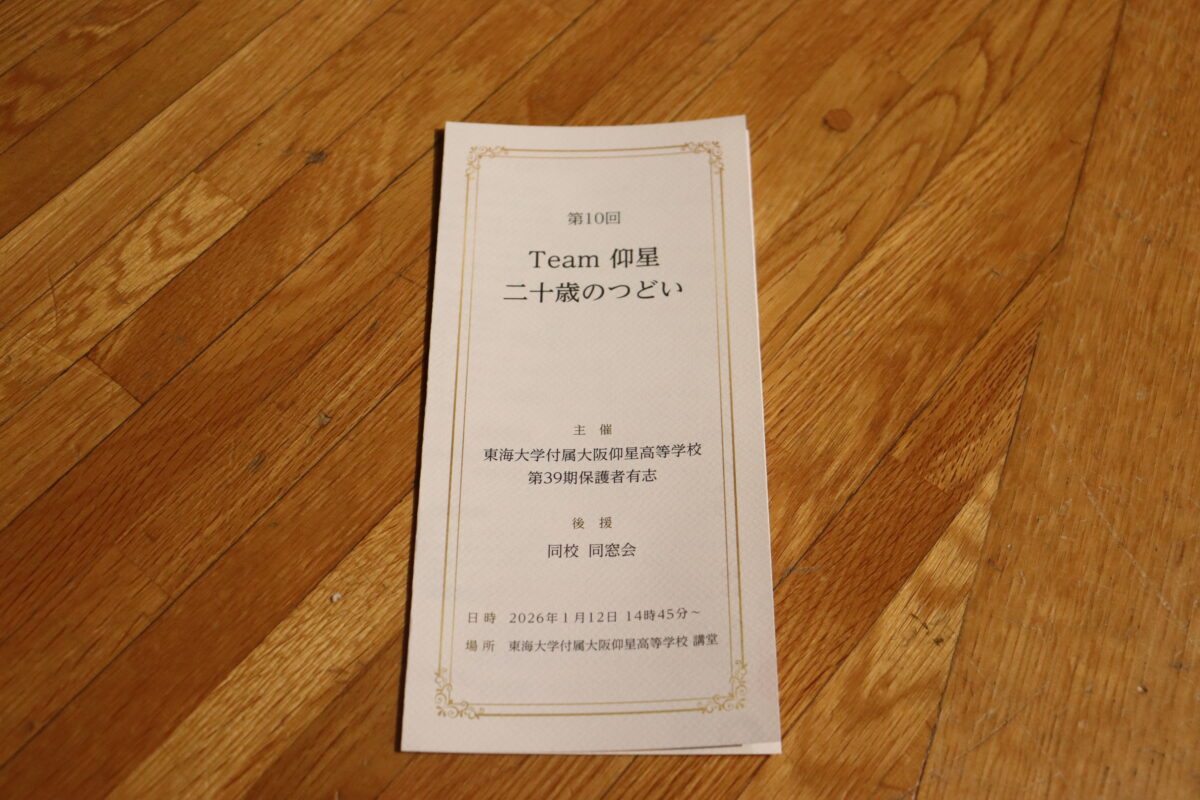 第10回
Team 仰星
二十歳のつどい
主 催
東海大学付属大阪仰星高等学校
第39期保護者有志
後 援
同校 同窓会
日 時 2026年1月12日 14時45分~
場 所 東海大学付属大阪仰星高等学校 講堂